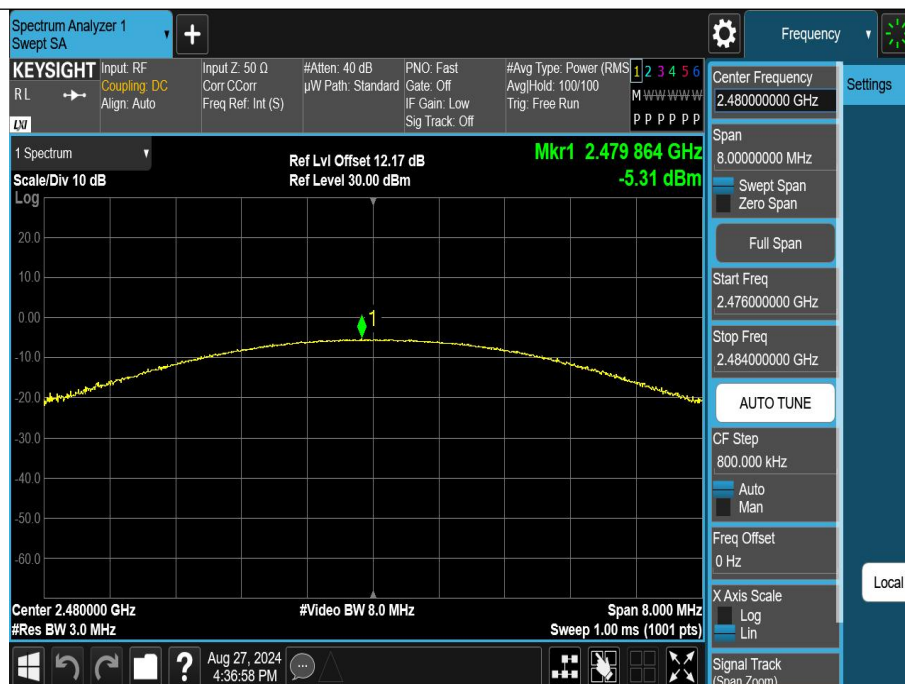 Spectrum Analyzer 1
Swept SA
+
Frequency
KEYSIGHT
RL
LXI
Input: RF
Coupling: DC
Align: Auto
Input Z: 50 Ω
Corr CCorr
Freq Ref: Int (S)
#Atten: 40 dB
µW Path: Standard
PNO: Fast
Gate: Off
IF Gain: Low
Sig Track: Off
#Avg Type: Power (RMS
Avg|Hold: 100/100
Trig: Free Run
1 2 3 4 5 6
M W W W W W
P P P P P P
1 Spectrum
Scale/Div 10 dB
Log
Ref Lvl Offset 12.17 dB
Ref Level 30.00 dBm
Mkr1 2.479 864 GHz
-5.31 dBm
20.0
10.0
0.00
-10.0
-20.0
-30.0
-40.0
-50.0
-60.0
1
Center 2.480000 GHz
#Res BW 3.0 MHz
#Video BW 8.0 MHz
Span 8.000 MHz
Sweep 1.00 ms (1001 pts)
Aug 27, 2024
4:36:58 PM
?
Center Frequency
2.480000000 GHz
Settings
Span
8.00000000 MHz
Swept Span
Zero Span
Full Span
Start Freq
2.476000000 GHz
Stop Freq
2.484000000 GHz
AUTO TUNE
CF Step
800.000 kHz
Auto
Man
Freq Offset
0 Hz
Local
X Axis Scale
Log
Lin
Signal Track
(Span Zoom)